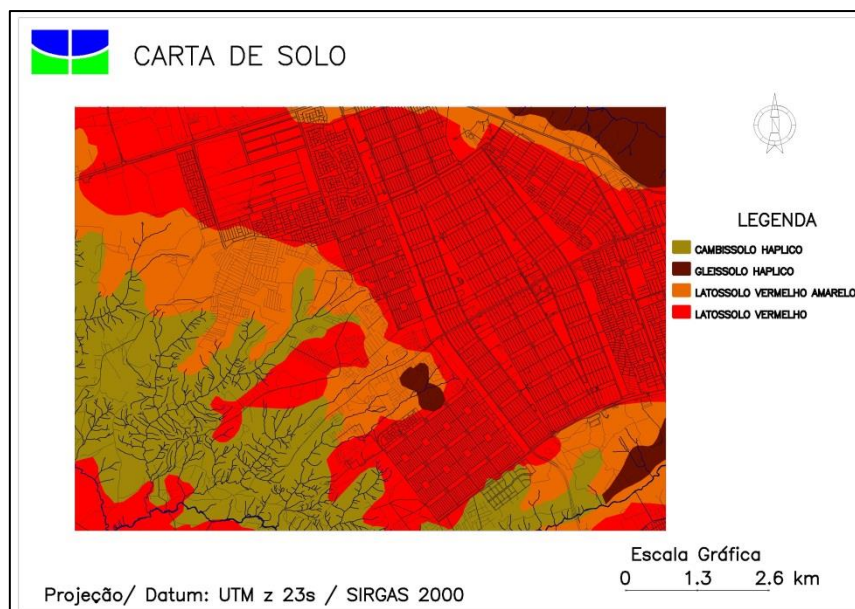 CARTA DE SOLO
N
LEGENDA
CAMBISSOLO HAPLICO
GLEISSOLO HAPLICO
LATOSSOLO VERMELHO AMARELO
LATOSSOLO VERMELHO
Escala Gráfica
0 1.3 2.6 km
Projeção/ Datum: UTM z 23s / SIRGAS 2000